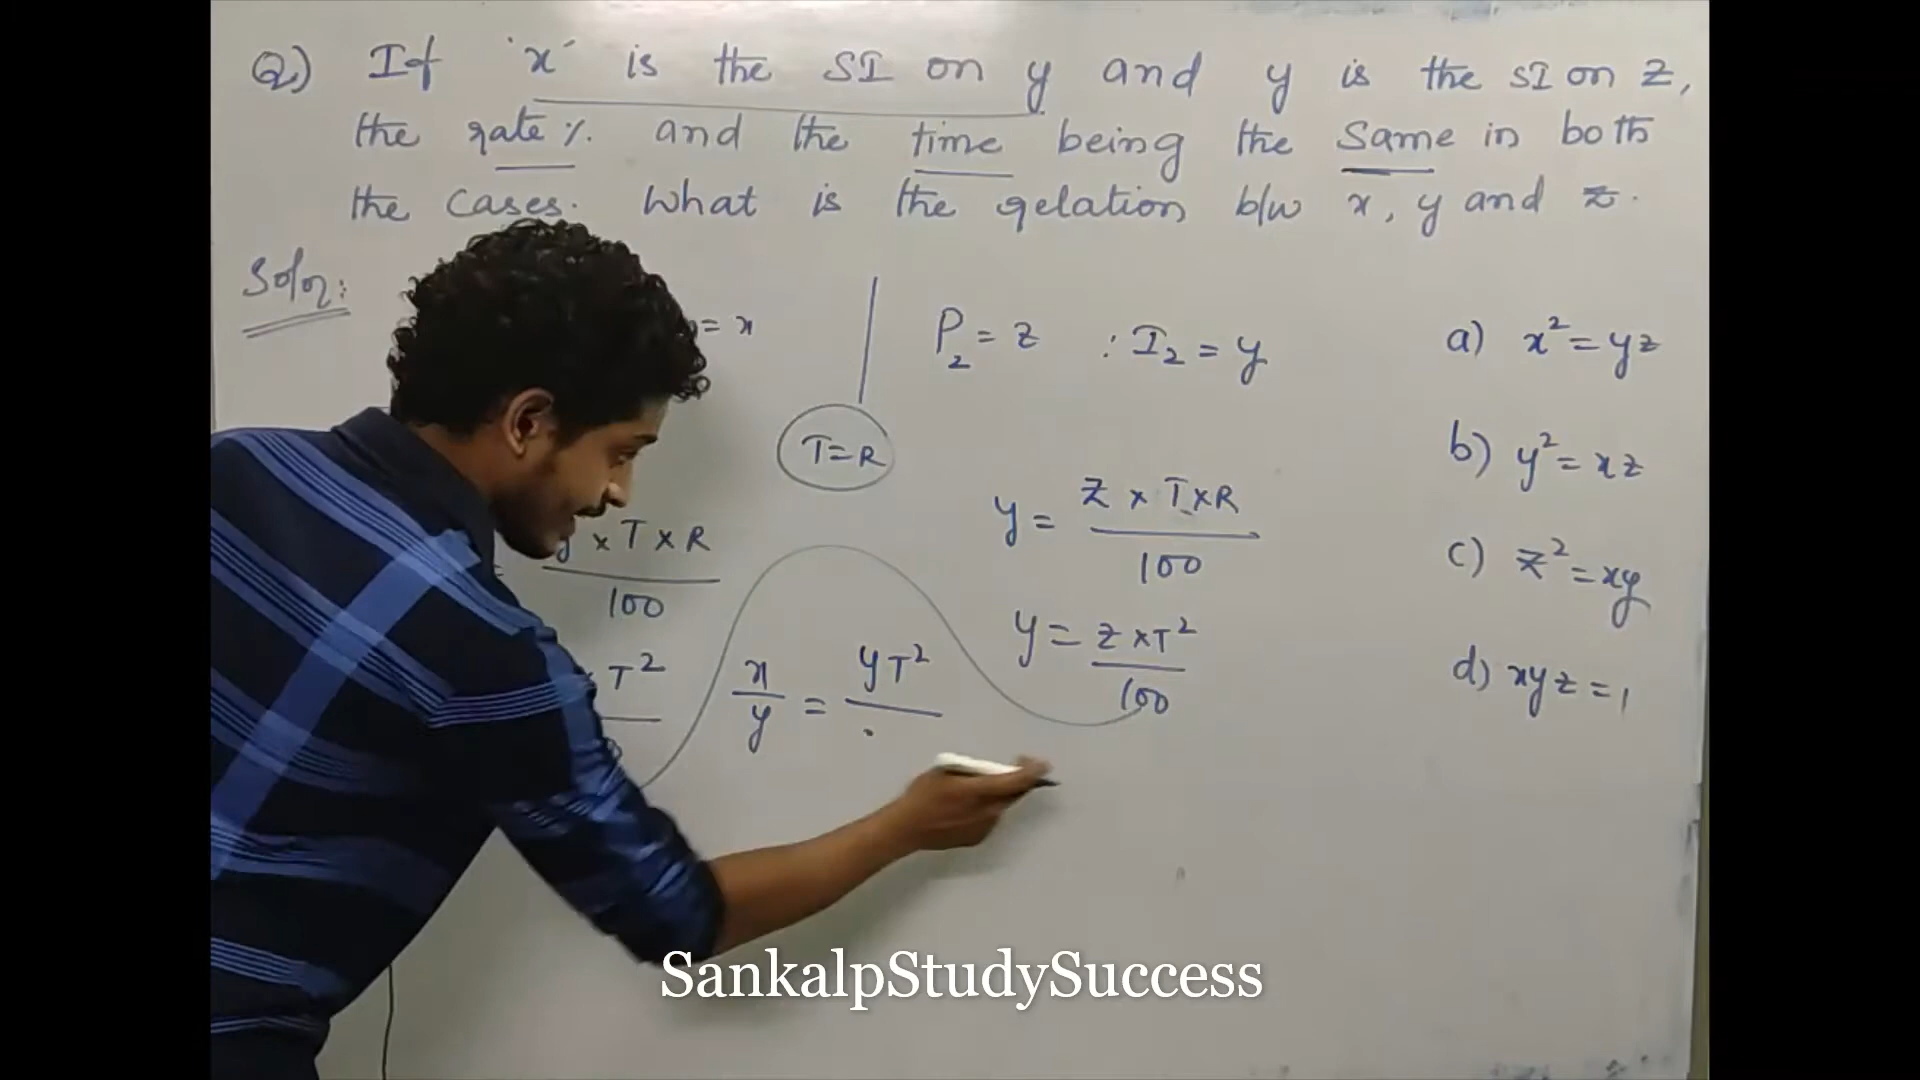 Q) If 'x' is the SI on y and y is the SI on z,
the rate % and the time being the same in both
the cases. What is the relation b/w x, y and z.
Soln:
= x
P2 = z : I2 = y
T=R
y × T × R
100
T²
x/y = yT²
y = z × T × R
100
y = z × T²
100
a) x² = yz
b) y² = xz
c) z² = xy
d) xyz = 1
SankalpStudySuccess